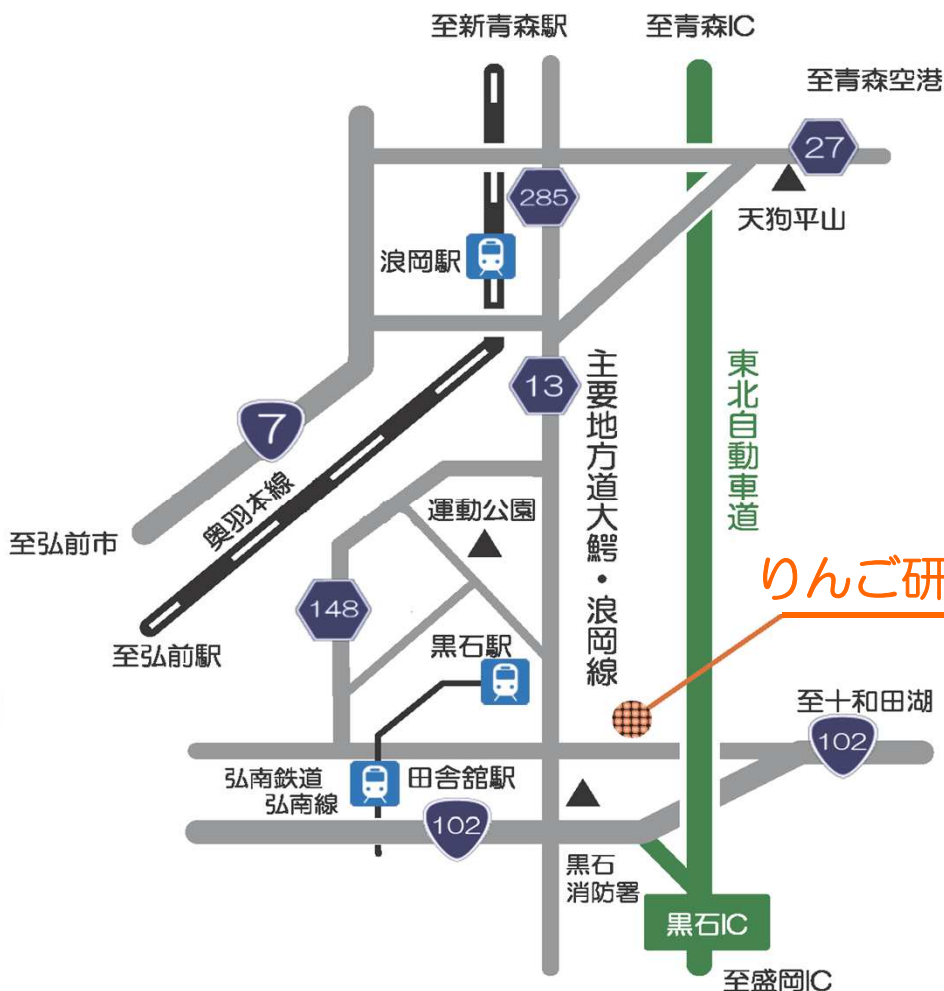 至新青森駅
至青森IC
至青森空港
27
285
天狗平山
浪岡駅
13
主要地方道大鰐・浪岡線
東北自動車道
7
奥羽本線
運動公園
至弘前市
りんご研
148
至弘前駅
黒石駅
至十和田湖
102
弘南鉄道
弘南線
田舎舘駅
102
黒石
消防署
黒石IC
至盛岡IC